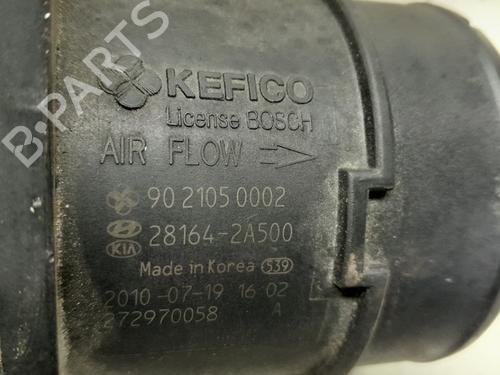 B-PARTS
KEFICO
License BOSCH
AIR FLOW
90 2105 0002
28164-2A500
KIA
Made in Korea 539
2010-07-19 16 02
272970058 A